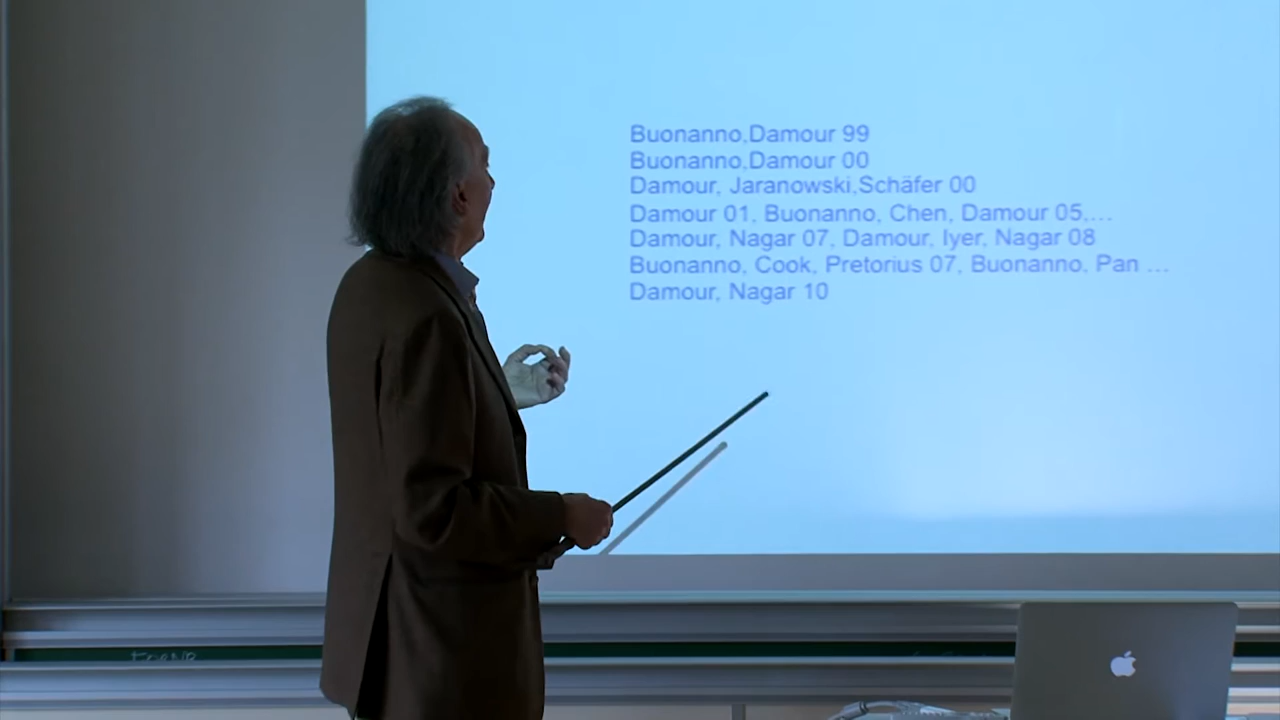 Buonanno,Damour 99
Buonanno,Damour 00
Damour, Jaranowski,Schäfer 00
Damour 01, Buonanno, Chen, Damour 05,...
Damour, Nagar 07, Damour, Iyer, Nagar 08
Buonanno, Cook, Pretorius 07, Buonanno, Pan ...
Damour, Nagar 10